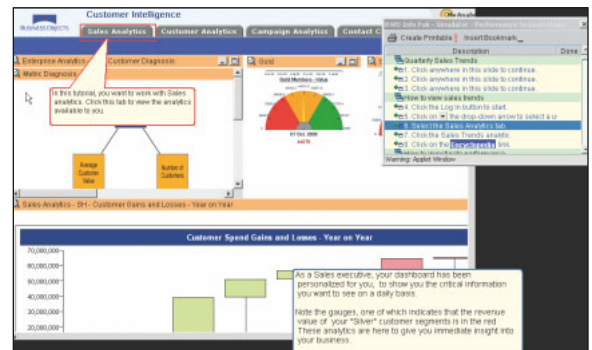 Customer Intelligence
BUSINESS OBJECTS
Sales Analytics
Customer Analytics
Campaign Analytics
Contact C
Enterprise Analytics
Customer Diagnosis
Gold
Metric Diagnosis
In this tutorial, you want to work with Sales
analytics. Click this tab to view the analytics
available to you.
Average
Customer
Value
Number of
Customers
Gold Members - Value
Create Printable
Insert Bookmark
Description
Done
Quarterly Sales Trends
1. Click anywhere in this slide to continue.
2. Click anywhere in this slide to continue.
3. Click anywhere in this slide to continue.
How to view sales trends
4. Click the Log In button to start.
5. Click on the drop-down arrow to select a u
6. Select the Sales Analytics tab.
7. Click the Sales Trends analytic.
8. Click on the Encyclopedia link.
Warning: Applet Window
Sales Analytics - BH - Customer Gains and Losses - Year on Year
Customer Spend Gains and Losses - Year on Year
70,000,000
60,000,000
50,000,000
40,000,000
30,000,000
20,000,000
As a Sales executive, your dashboard has been
personalized for you, to show you the critical information
you want to see on a daily basis.
Note the gauges, one of which indicates that the revenue
value of your "Silver" customer segments is in the red
These analytics are here to give you immediate insight into
your business.